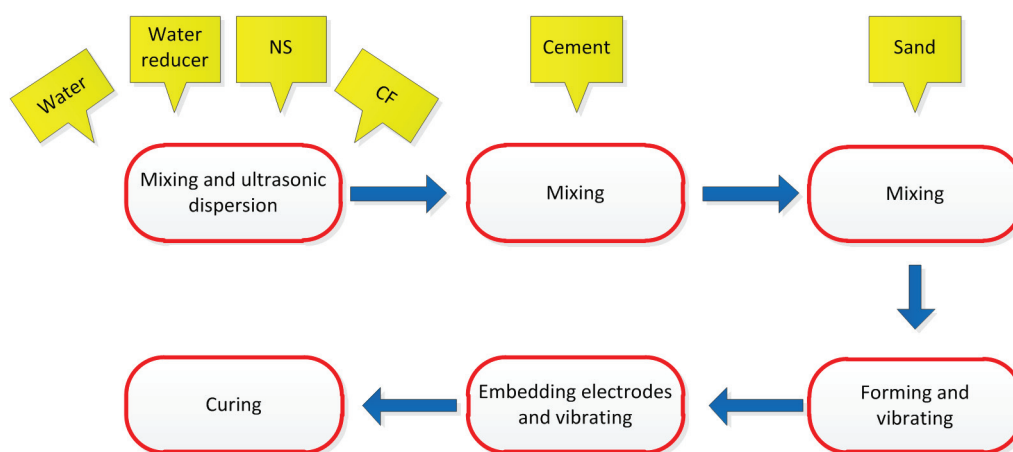 Water
Water
reducer
NS
CF
Cement
Sand
Mixing and ultrasonic
dispersion
Mixing
Mixing
Curing
Embedding electrodes
and vibrating
Forming and
vibrating